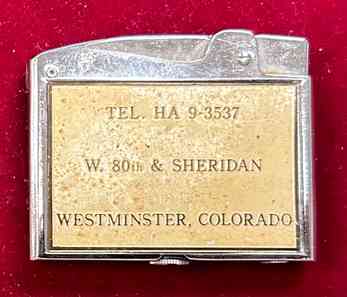 TEL. HA 9-3537
W. 80th & SHERIDAN
WESTMINSTER, COLORADO